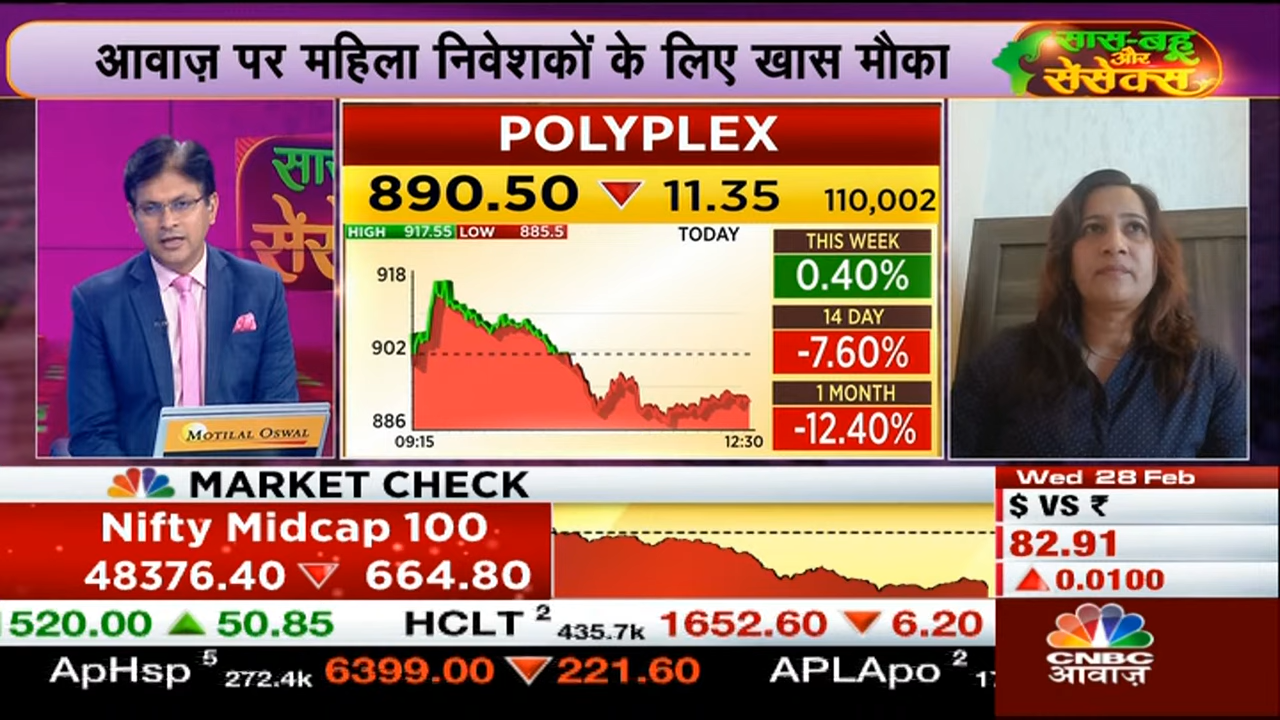 आवाज़ पर महिला निवेशकों के लिए खास मौका
सास-बहू
और
सेंसेक्स
POLYPLEX
890.50 ▼ 11.35 110,002
HIGH 917.55 LOW 885.5
TODAY
918
902
886
09:15 12:30
THIS WEEK
0.40%
14 DAY
-7.60%
1 MONTH
-12.40%
MOTILAL OSWAL
MARKET CHECK
Nifty Midcap 100
48376.40 ▼ 664.80
Wed 28 Feb
$ VS ₹
82.91
▲ 0.0100
1520.00 ▲ 50.85 HCLT 2 435.7k 1652.60 ▼ 6.20
ApHsp 5 272.4k 6399.00 ▼ 221.60 APLApo 2
CNBC
आवाज़